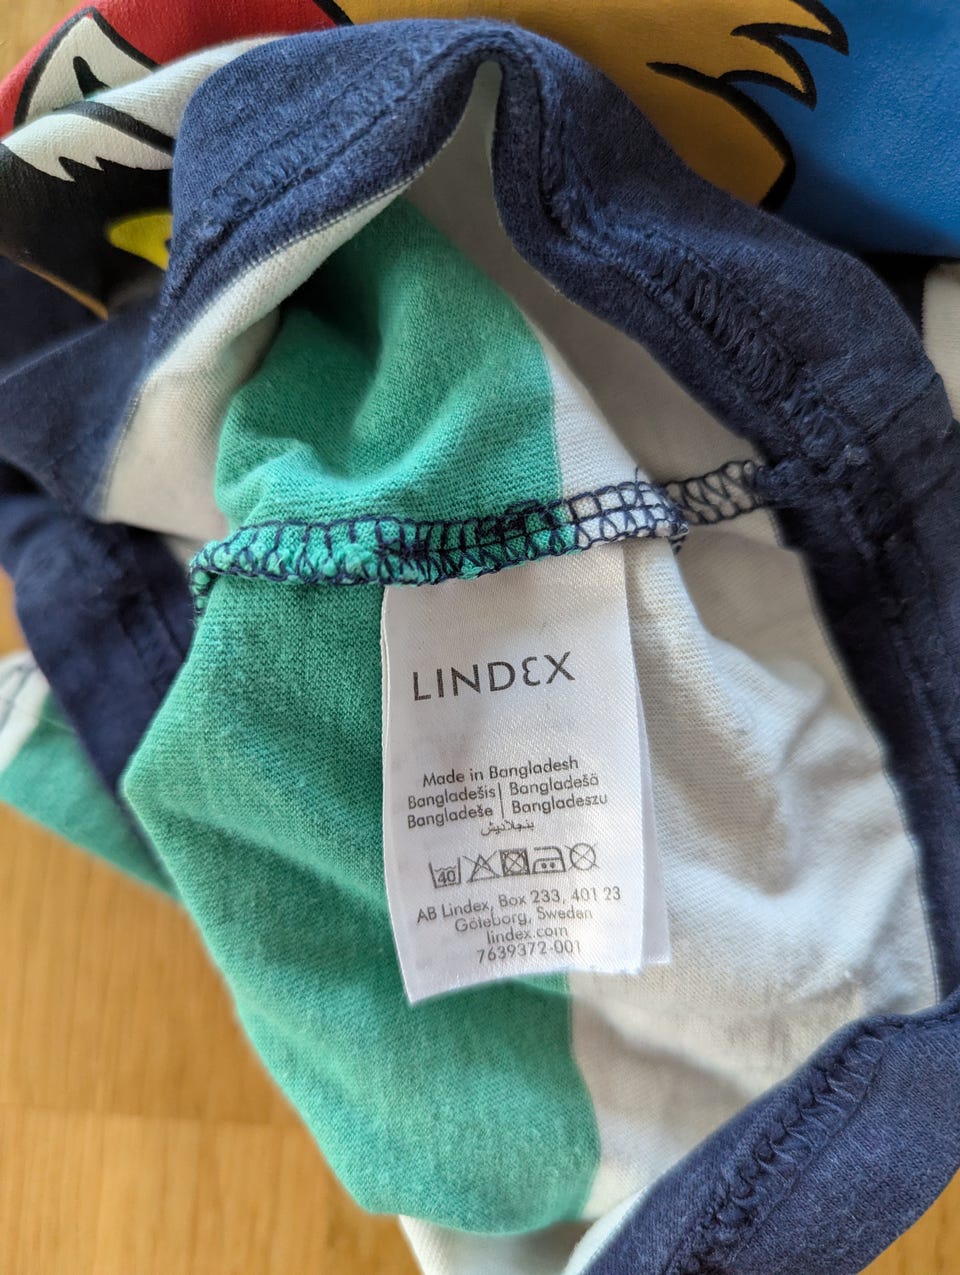 LINDEX
Made in Bangladesh
Bangladešis | Bangladešā
Bangladeše | Bangladeszu
بنجلاديش
40
AB Lindex, Box 233, 401 23
Göteborg, Sweden
lindex.com
7639372-001